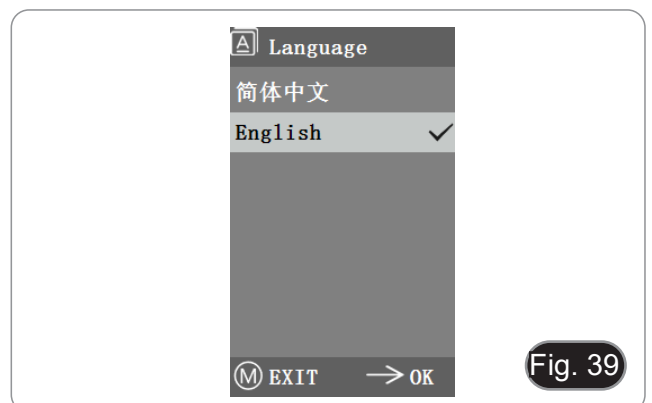 A Language
简体中文
English
M EXIT → OK
Fig. 39